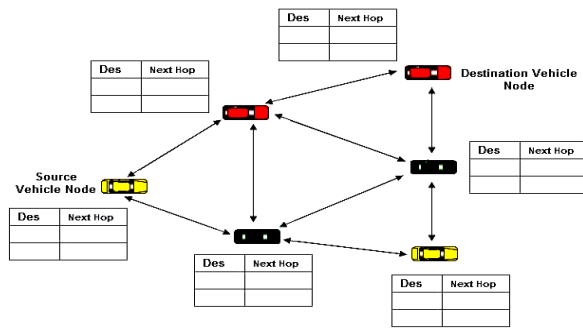 Des Next Hop
Des Next Hop
Destination Vehicle
Node
Des Next Hop
Source
Vehicle Node
Des Next Hop
Des Next Hop
Des Next Hop